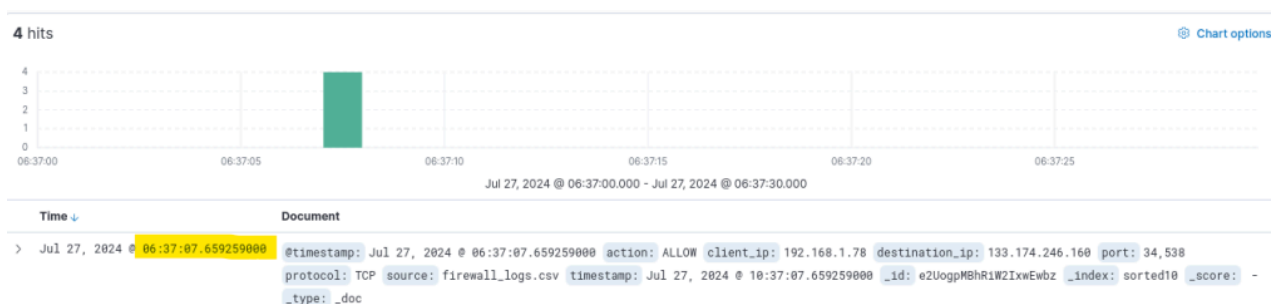 4 hits
Chart options
4
3
2
1
0
06:37:00 06:37:05 06:37:10 06:37:15 06:37:20 06:37:25
Jul 27, 2024 @ 06:37:00.000 - Jul 27, 2024 @ 06:37:30.000
Time Document
Jul 27, 2024 @ 06:37:07.659259000 @timestamp: Jul 27, 2024 @ 06:37:07.659259000 action: ALLOW client_ip: 192.168.1.78 destination_ip: 133.174.246.160 port: 34,538
protocol: TCP source: firewall_logs.csv timestamp: Jul 27, 2024 @ 10:37:07.659259000 _id: e2UogpMBhRiW2IxwEwbz _index: sorted10 _score: -
_type: _doc